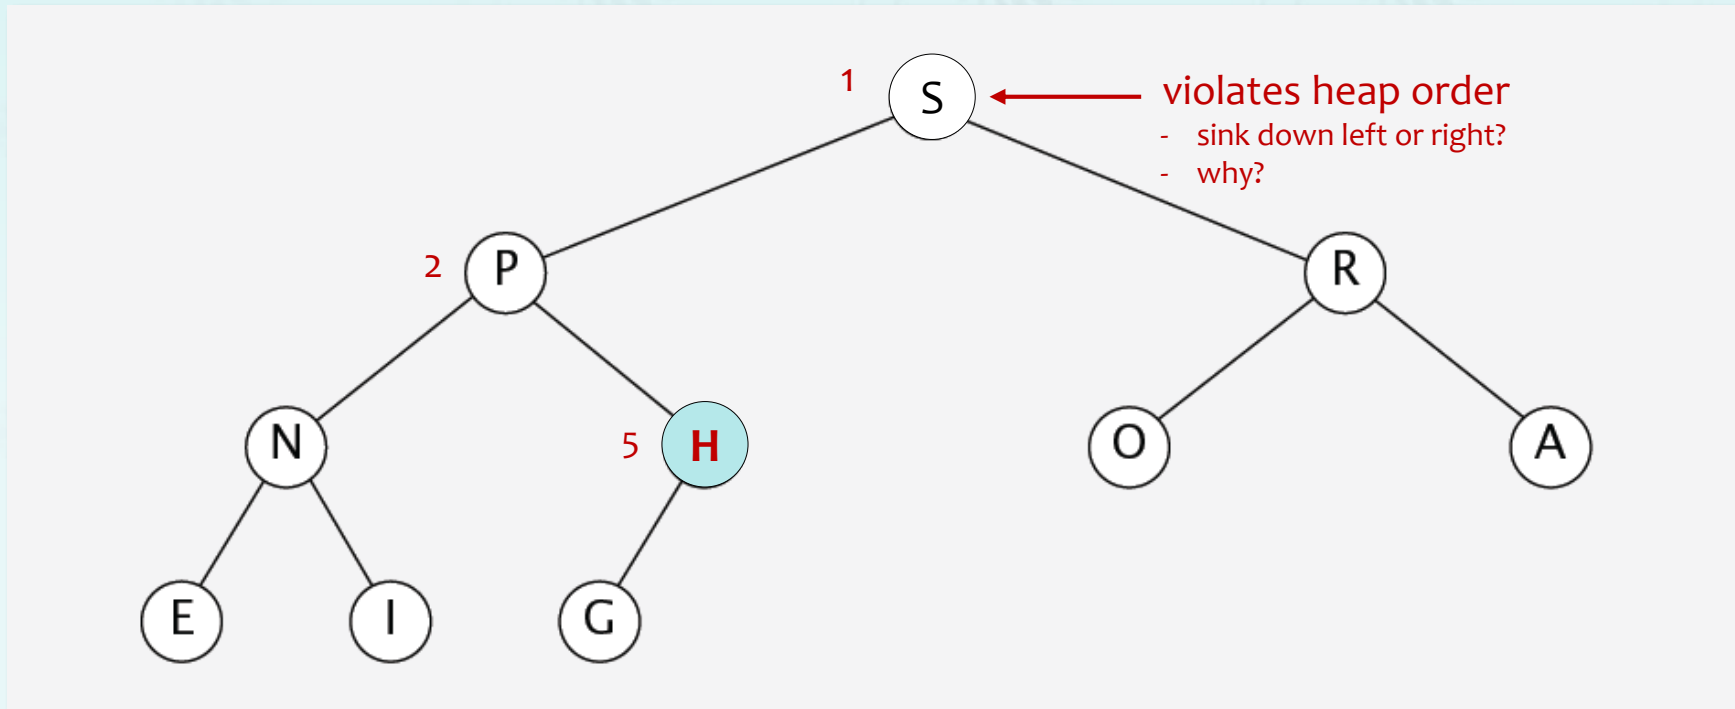 1
S
violates heap order
- sink down left or right?
- why?
2
P
R
N
5
H
O
A
E
I
G